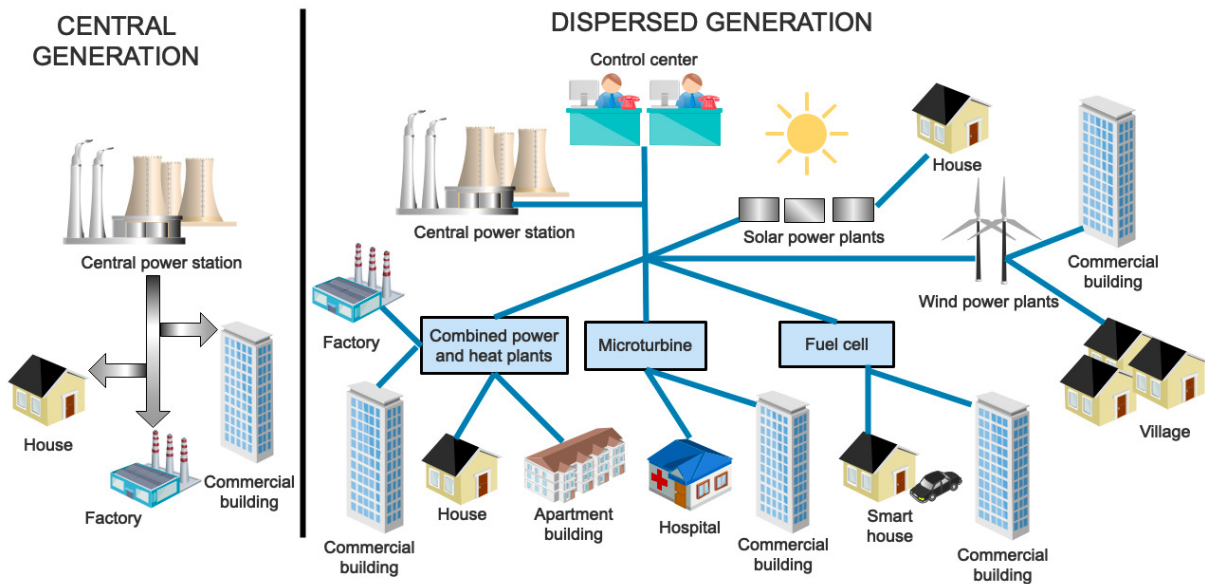 CENTRAL
GENERATION
Central power station
House
Commercial
building
Factory
DISPERSED GENERATION
Control center
Central power station
House
Solar power plants
Commercial
building
Wind power plants
Village
Factory
Combined power
and heat plants
Microturbine
Fuel cell
Commercial
building
House
Apartment
building
Hospital
Commercial
building
Smart
house
Commercial
building